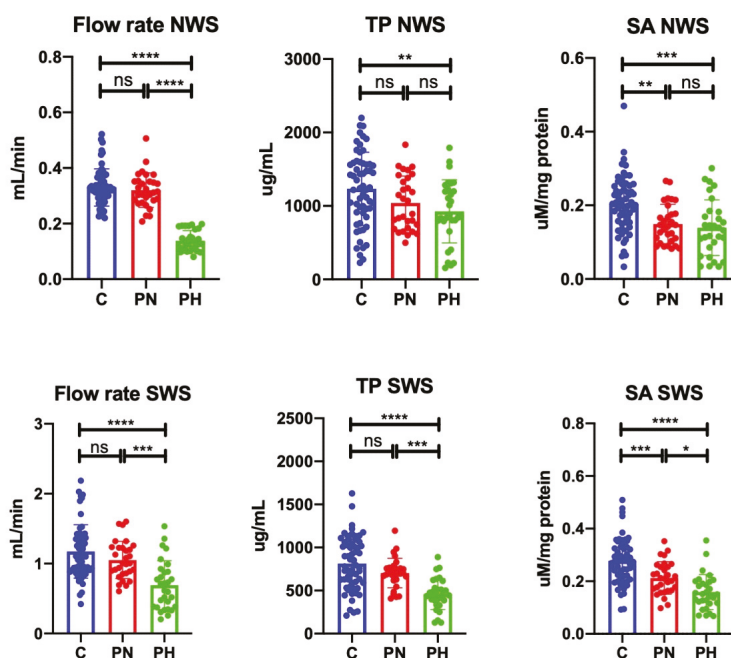 Flow rate NWS
TP NWS
SA NWS
0.8
0.6
0.4
0.2
0.0
mL/min
****
ns
****
C
PN
PH
3000
2000
1000
0
ug/mL
**
ns
ns
C
PN
PH
0.6
0.4
0.2
0.0
uM/mg protein
***
**
ns
C
PN
PH
Flow rate SWS
TP SWS
SA SWS
3
2
1
0
mL/min
****
ns
***
C
PN
PH
2500
2000
1500
1000
500
0
ug/mL
****
ns
***
C
PN
PH
0.8
0.6
0.4
0.2
0.0
uM/mg protein
****
***
*
C
PN
PH